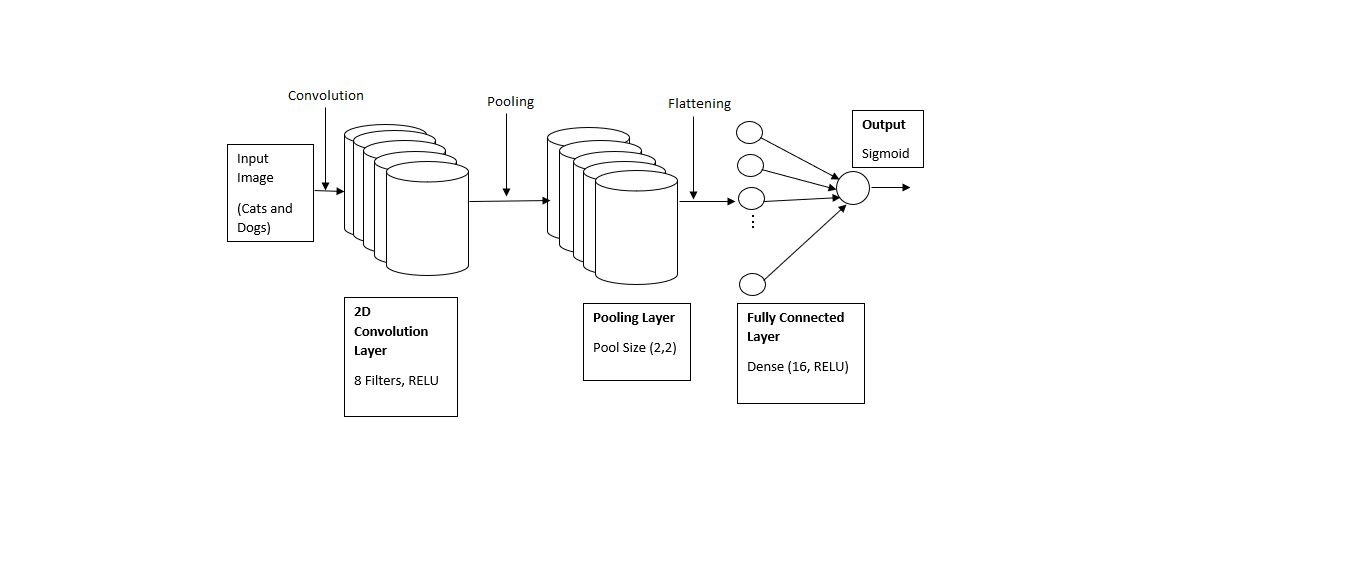 Convolution
Pooling
Flattening
Input
Image
(Cats and
Dogs)
Output
Sigmoid
2D
Convolution
Layer
8 Filters, RELU
Pooling Layer
Pool Size (2,2)
Fully Connected
Layer
Dense (16, RELU)